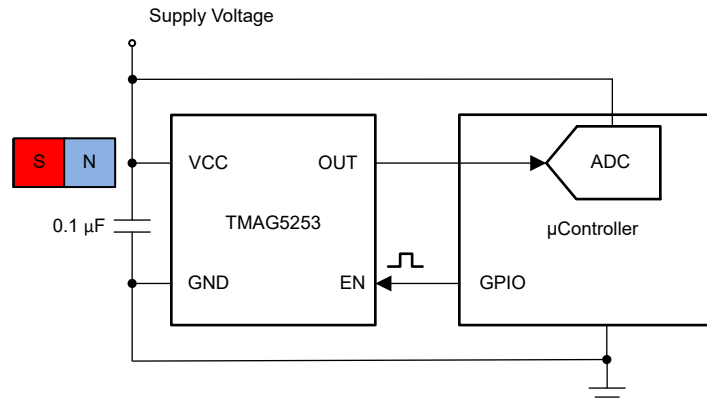 Supply Voltage
S N
VCC OUT
ADC
0.1 µF
TMAG5253
µController
GND EN
GPIO